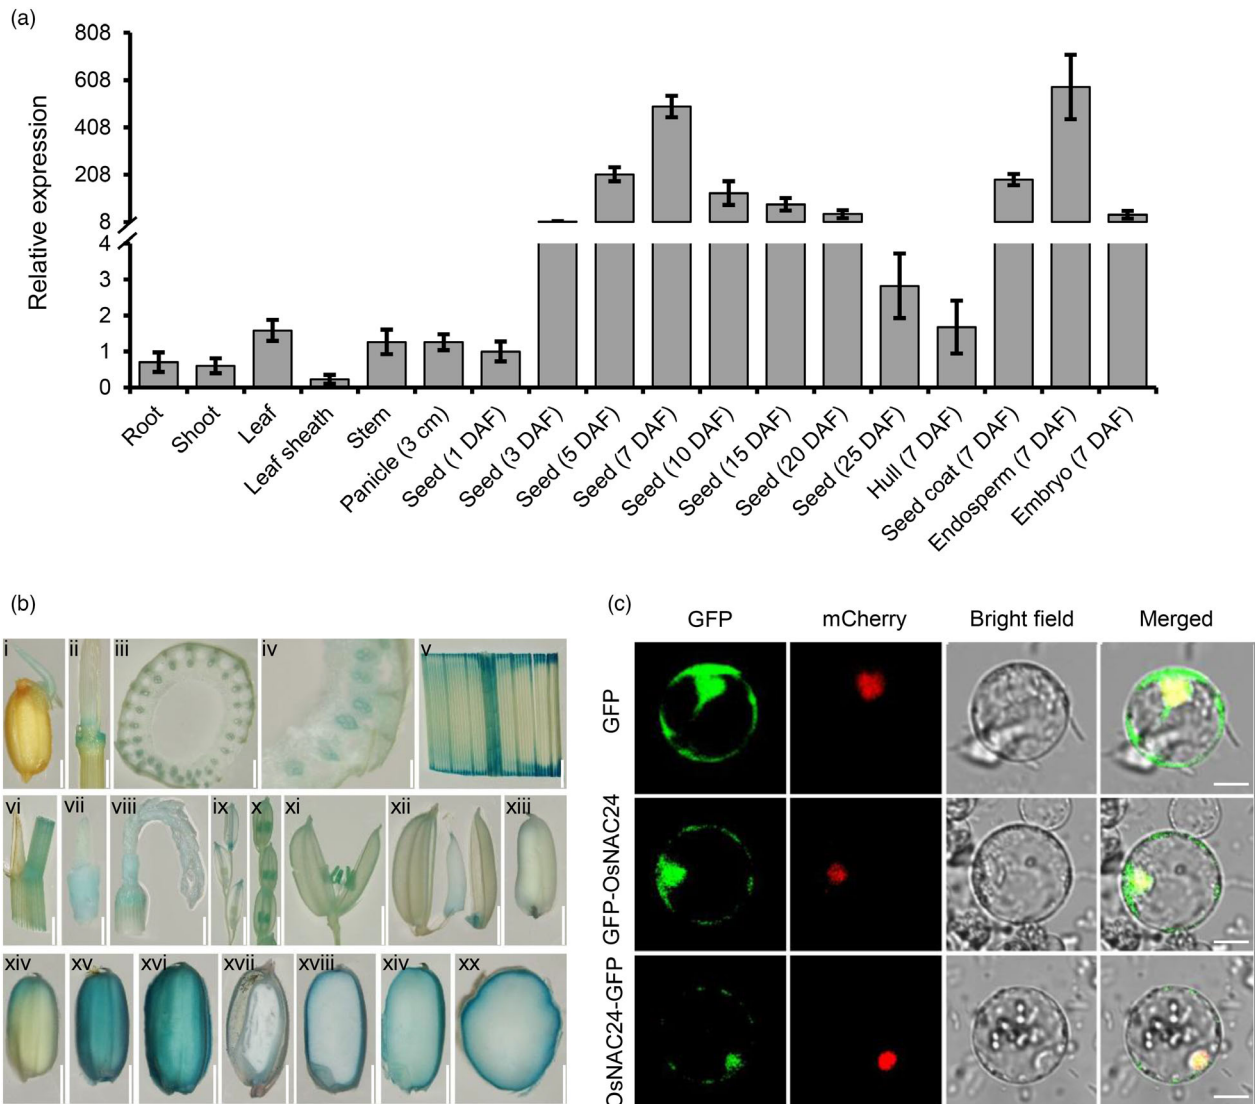 (a)
808
608
408
208
8
4
3
2
1
0
Relative expression
Root
Shoot
Leaf
Leaf sheath
Stem
Panicle (3 cm)
Seed (1 DAF)
Seed (3 DAF)
Seed (5 DAF)
Seed (7 DAF)
Seed (10 DAF)
Seed (15 DAF)
Seed (20 DAF)
Seed (25 DAF)
Hull (7 DAF)
Seed coat (7 DAF)
Endosperm (7 DAF)
Embryo (7 DAF)
(b)
i ii iii iv v
vi vii viii ix x xi xii xiii
xiv xv xvi xvii xviii xiv xx
(c)
GFP mCherry Bright field Merged
GFP
GFP-OsNAC24
OsNAC24-GFP